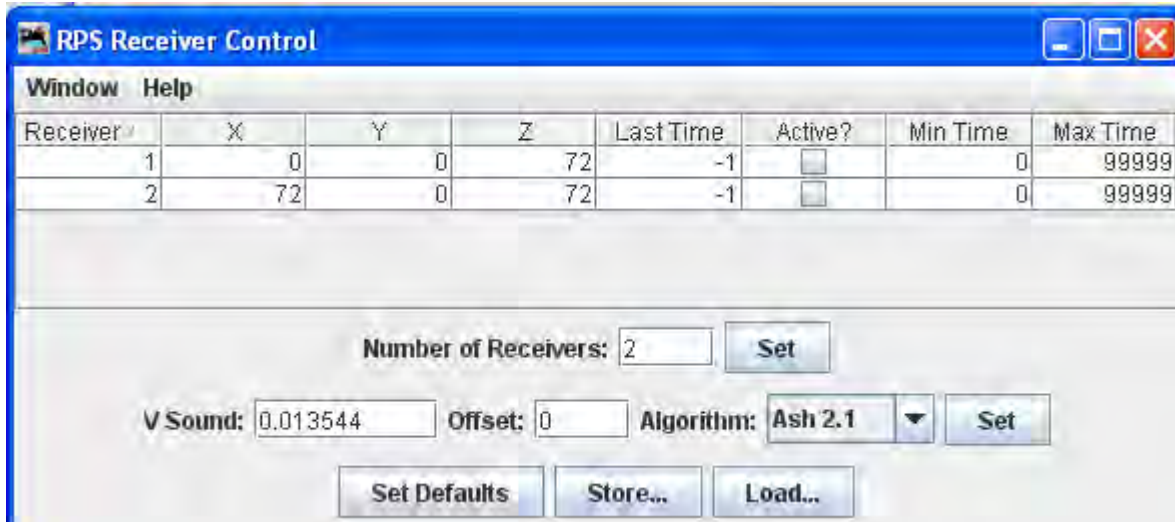 RPS Receiver Control
Window Help
Receiver X Y Z Last Time Active? Min Time Max Time
1 0 0 72 -1 0 99999
2 72 0 72 -1 0 99999
Number of Receivers: 2 Set
V Sound: 0.013544 Offset: 0 Algorithm: Ash 2.1 Set
Set Defaults Store... Load...